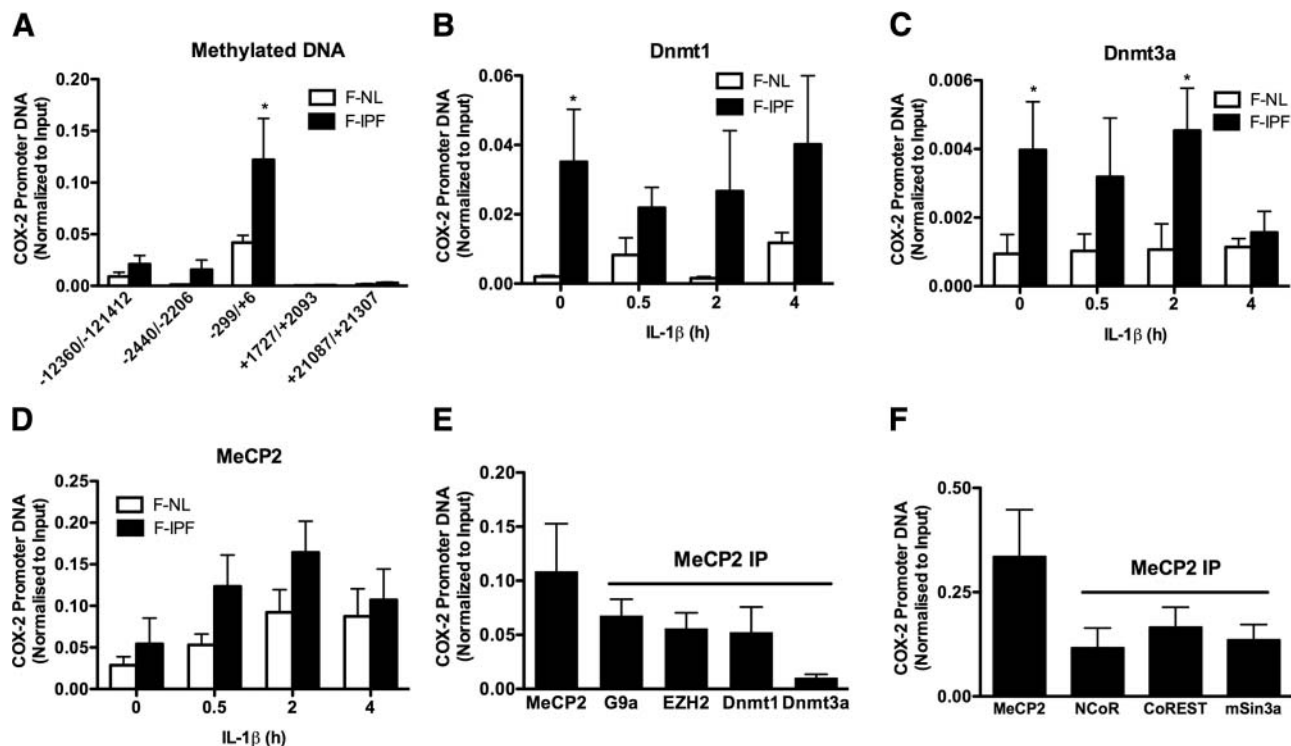 A
Methylated DNA
COX-2 Promoter DNA
(Normalized to Input)
0.20
0.15
0.10
0.05
0.00
F-NL
F-IPF
*
-12360/-121412
-2440/-2206
-299/+6
+1727/+2093
+21087/+21307
B
Dnmt1
COX-2 Promoter DNA
(Normalized to Input)
0.06
0.04
0.02
0.00
F-NL
F-IPF
*
0 0.5 2 4
IL-1β (h)
C
Dnmt3a
COX-2 Promoter DNA
(Normalized to Input)
0.006
0.004
0.002
0.000
F-NL
F-IPF
* *
0 0.5 2 4
IL-1β (h)
D
MeCP2
COX-2 Promoter DNA
(Normalised to Input)
0.25
0.20
0.15
0.10
0.05
0.00
F-NL
F-IPF
0 0.5 2 4
IL-1β (h)
E
COX-2 Promoter DNA
(Normalized to Input)
0.20
0.15
0.10
0.05
0.00
MeCP2 IP
MeCP2 G9a EZH2 Dnmt1 Dnmt3a
F
COX-2 Promoter DNA
(Normalised to Input)
0.50
0.25
0.00
MeCP2 IP
MeCP2 NCoR CoREST mSin3a